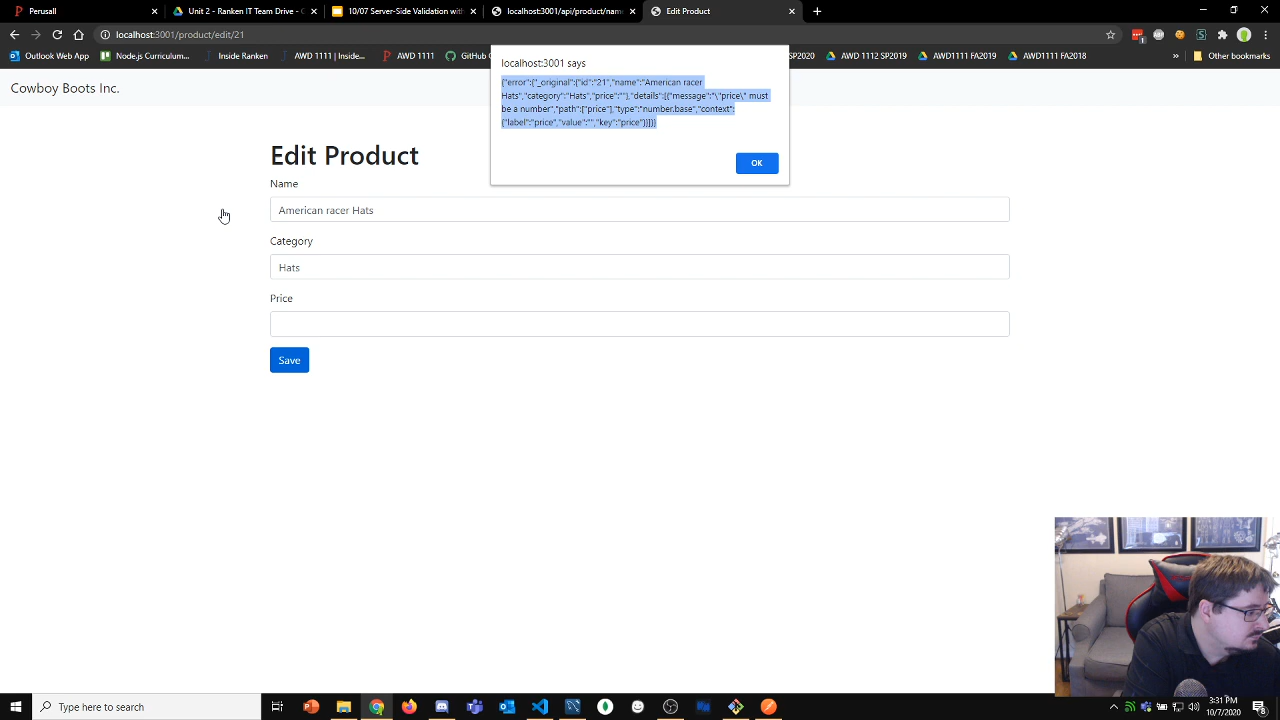 Perusall
Unit 2 - Ranken IT Team Drive - G
10/07 Server-Side Validation with
localhost:3001/api/product/name
Edit Product
localhost:3001/product/edit/21
Outlook Web App
Node.js Curriculum...
Inside Ranken
AWD 1111 | Inside...
AWD 1111
GitHub
SP2020
AWD 1112 SP2019
AWD1111 FA2019
AWD1111 FA2018
Other bookmarks
Cowboy Boots Inc.
localhost:3001 says
{"error":{"_original":{"id":"21","name":"American racer
Hats","category":"Hats","price":""},"details":[{"message":"\"price\" must
be a number","path":["price"],"type":"number.base","context":
{"label":"price","value":"","key":"price"}}]}}
OK
Edit Product
Name
American racer Hats
Category
Hats
Price
Save
Type here to search
3:31 PM
10/7/2020